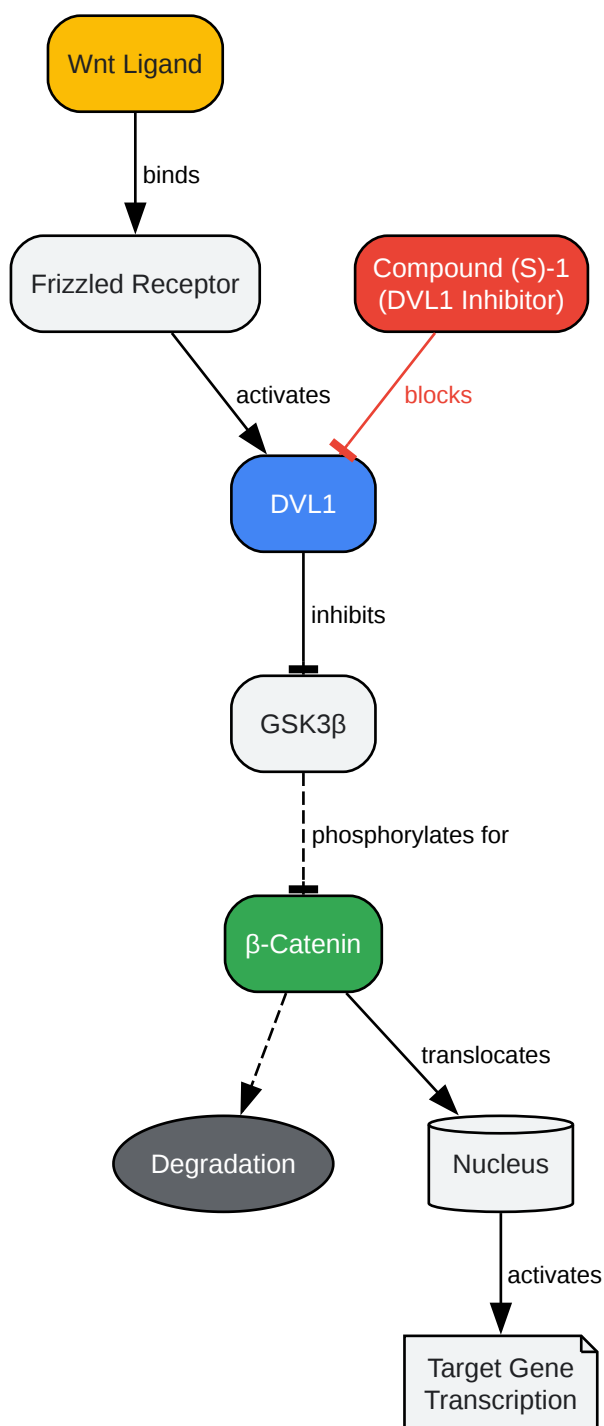 Wnt Ligand
binds
Frizzled Receptor
Compound (S)-1
(DVL1 Inhibitor)
activates
blocks
DVL1
inhibits
GSK3β
phosphorylates for
β-Catenin
translocates
Degradation
Nucleus
activates
Target Gene
Transcription